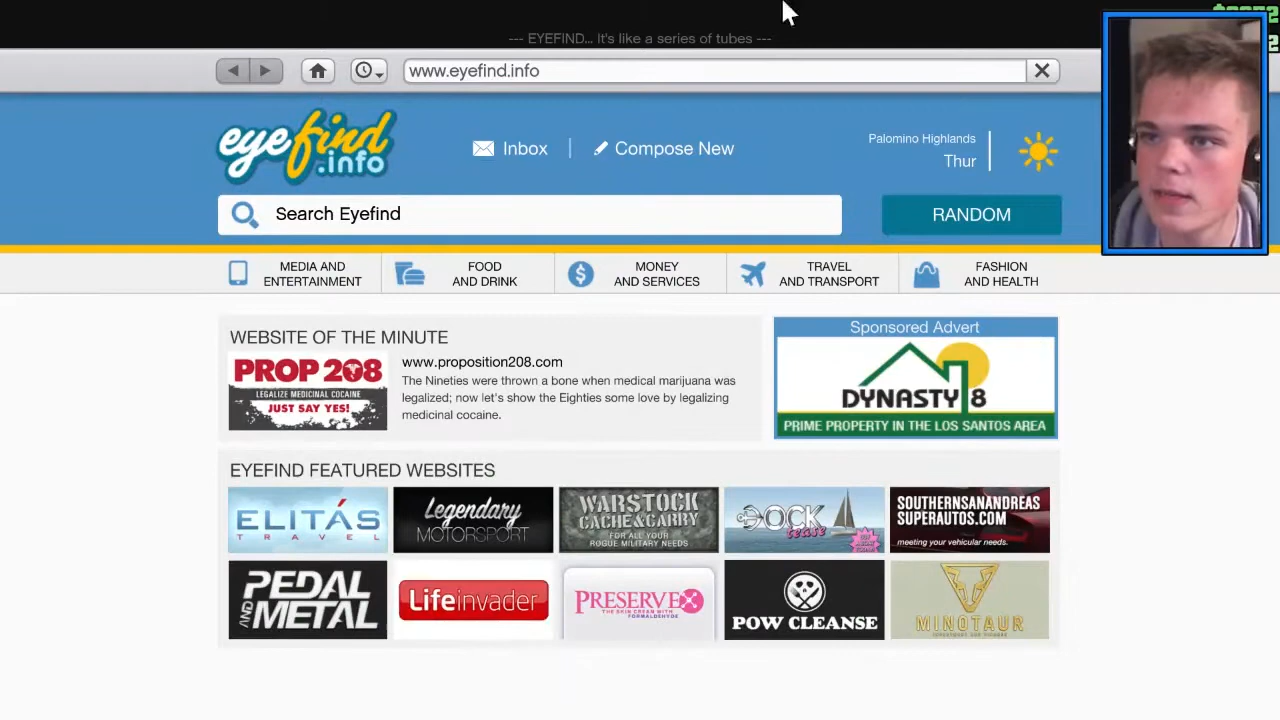 --- EYEFIND... It's like a series of tubes ---
www.eyefind.info
eyefind
.info
Inbox
Compose New
Palomino Highlands
Thur
Search Eyefind
RANDOM
MEDIA AND
ENTERTAINMENT
FOOD
AND DRINK
MONEY
AND SERVICES
TRAVEL
AND TRANSPORT
FASHION
AND HEALTH
WEBSITE OF THE MINUTE
PROP 208
LEGALIZE MEDICINAL COCAINE
JUST SAY YES!
www.proposition208.com
The Nineties were thrown a bone when medical marijuana was
legalized; now let's show the Eighties some love by legalizing
medicinal cocaine.
Sponsored Advert
DYNASTY 8
PRIME PROPERTY IN THE LOS SANTOS AREA
EYEFIND FEATURED WEBSITES
ELITÁS
TRAVEL
Legendary
MOTORSPORT
WARSTOCK
CACHE & CARRY
FOR ALL YOUR
ROGUE MILITARY NEEDS
DOCK
tease
SOUTHERNSANANDREAS
SUPERAUTOS.COM
meeting your vehicular needs.
PEDAL
AND METAL
Lifeinvader
PRESERVEX
THE SKIN CREAM WITH
FORMALDEHYDE
POW CLEANSE
MINOTAUR